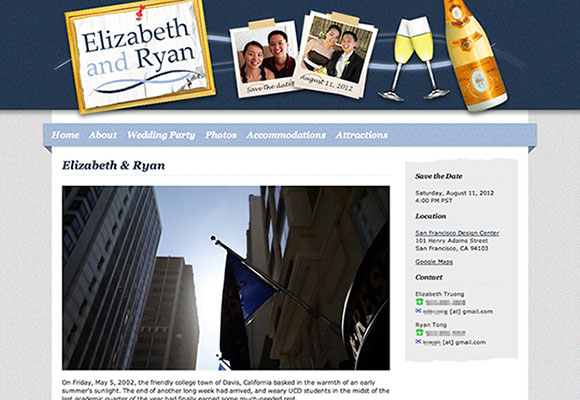 Elizabeth
and Ryan
Save the date!
August 11, 2012
Home About Wedding Party Photos Accommodations Attractions
Elizabeth & Ryan
On Friday, May 5, 2002, the friendly college town of Davis, California basked in the warmth of an early
summer's sunlight. The end of another long week had arrived, and weary UCD students in the midst of the
last academic quarter of the year had finally earned some much-needed rest.
Save the Date
Saturday, August 11, 2012
4:00 PM PST
Location
San Francisco Design Center
101 Henry Adams Street
San Francisco, CA 94103
Google Maps
Contact
Elizabeth Truong
[at] gmail.com
Ryan Tong
[at] gmail.com